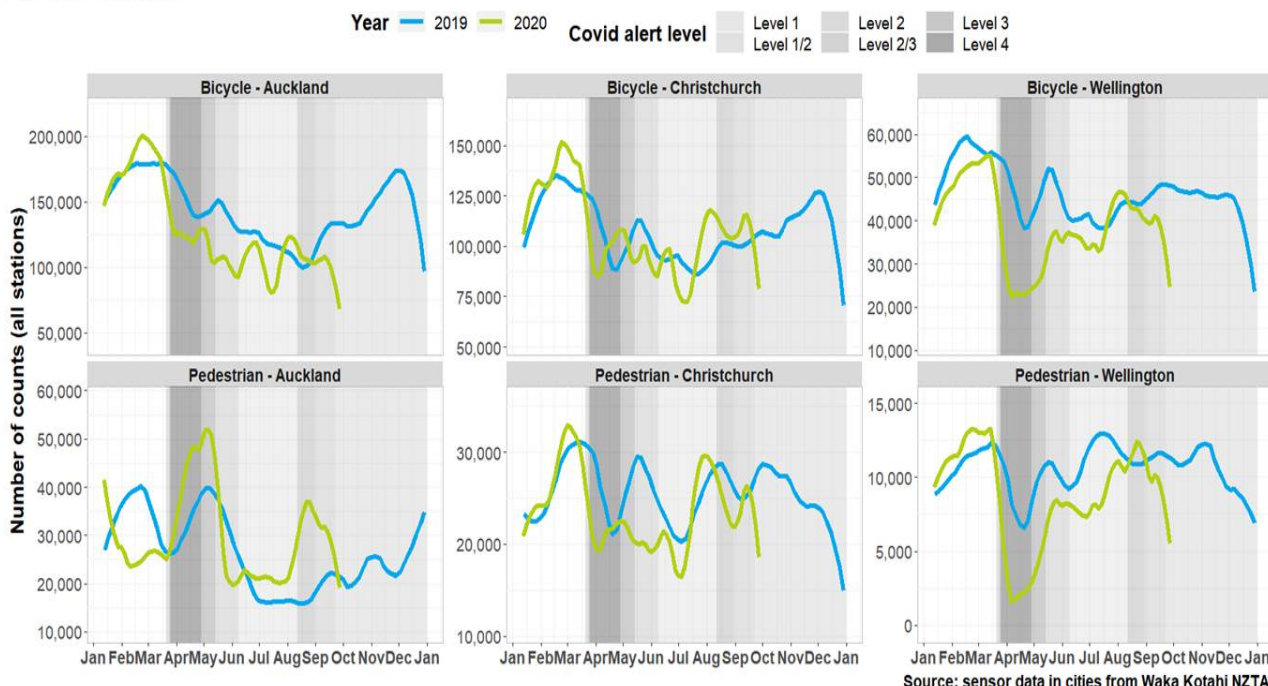 Year 2019 2020 Covid alert level Level 1 Level 2 Level 3
Level 1/2 Level 2/3 Level 4
Number of counts (all stations)
Bicycle - Auckland
200,000
150,000
100,000
50,000
Bicycle - Christchurch
150,000
125,000
100,000
75,000
50,000
Bicycle - Wellington
60,000
50,000
40,000
30,000
20,000
10,000
Pedestrian - Auckland
60,000
50,000
40,000
30,000
20,000
10,000
Jan Feb Mar Apr May Jun Jul Aug Sep Oct Nov Dec Jan
Pedestrian - Christchurch
30,000
20,000
10,000
Jan Feb Mar Apr May Jun Jul Aug Sep Oct Nov Dec Jan
Pedestrian - Wellington
15,000
10,000
5,000
0
Jan Feb Mar Apr May Jun Jul Aug Sep Oct Nov Dec Jan
Source: sensor data in cities from Waka Kotahi NZTA